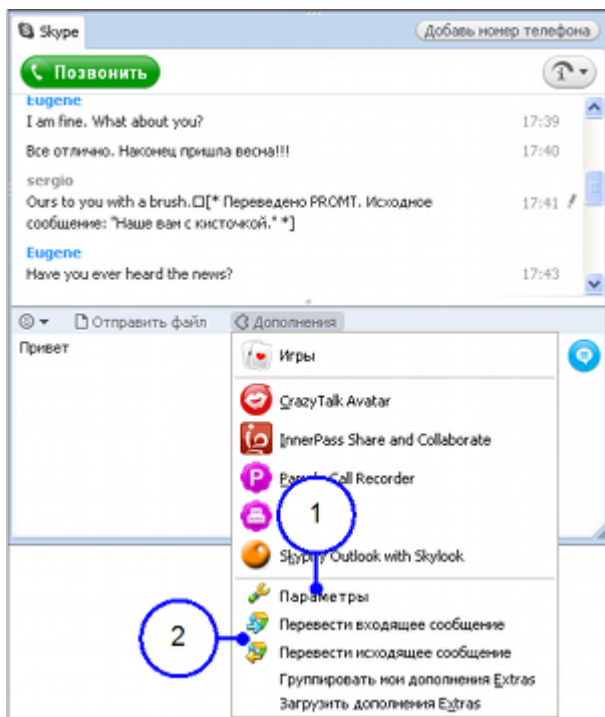 Skype
Добавь номер телефона
Позвонить
Eugene
I am fine. What about you? 17:39
Все отлично. Наконец пришла весна!!! 17:40
sergio
Ours to you with a brush.□[* Переведено PROMT. Исходное 17:41
сообщение: "Наше вам с кисточкой." *]
Eugene
Have you ever heard the news? 17:43
Отправить файл Дополнения
Привет
Игры
CrazyTalk Avatar
InnerPass Share and Collaborate
Call Recorder
1
Outlook with Skylook
Параметры
2
Перевести входящее сообщение
Перевести исходящее сообщение
Группировать мои дополнения Extras
Загрузить дополнения Extras